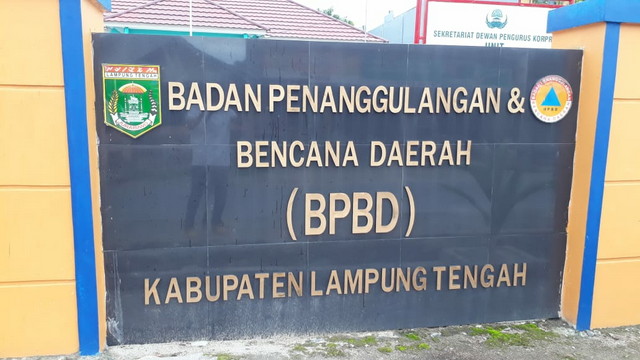 SEKRETARIAT DEWAN PENGURUS KORPRI
UNIT
LAMPUNG TENGAH
BADAN PENANGGULANGAN &
BENCANA DAERAH
(BPBD)
KABUPATEN LAMPUNG TENGAH